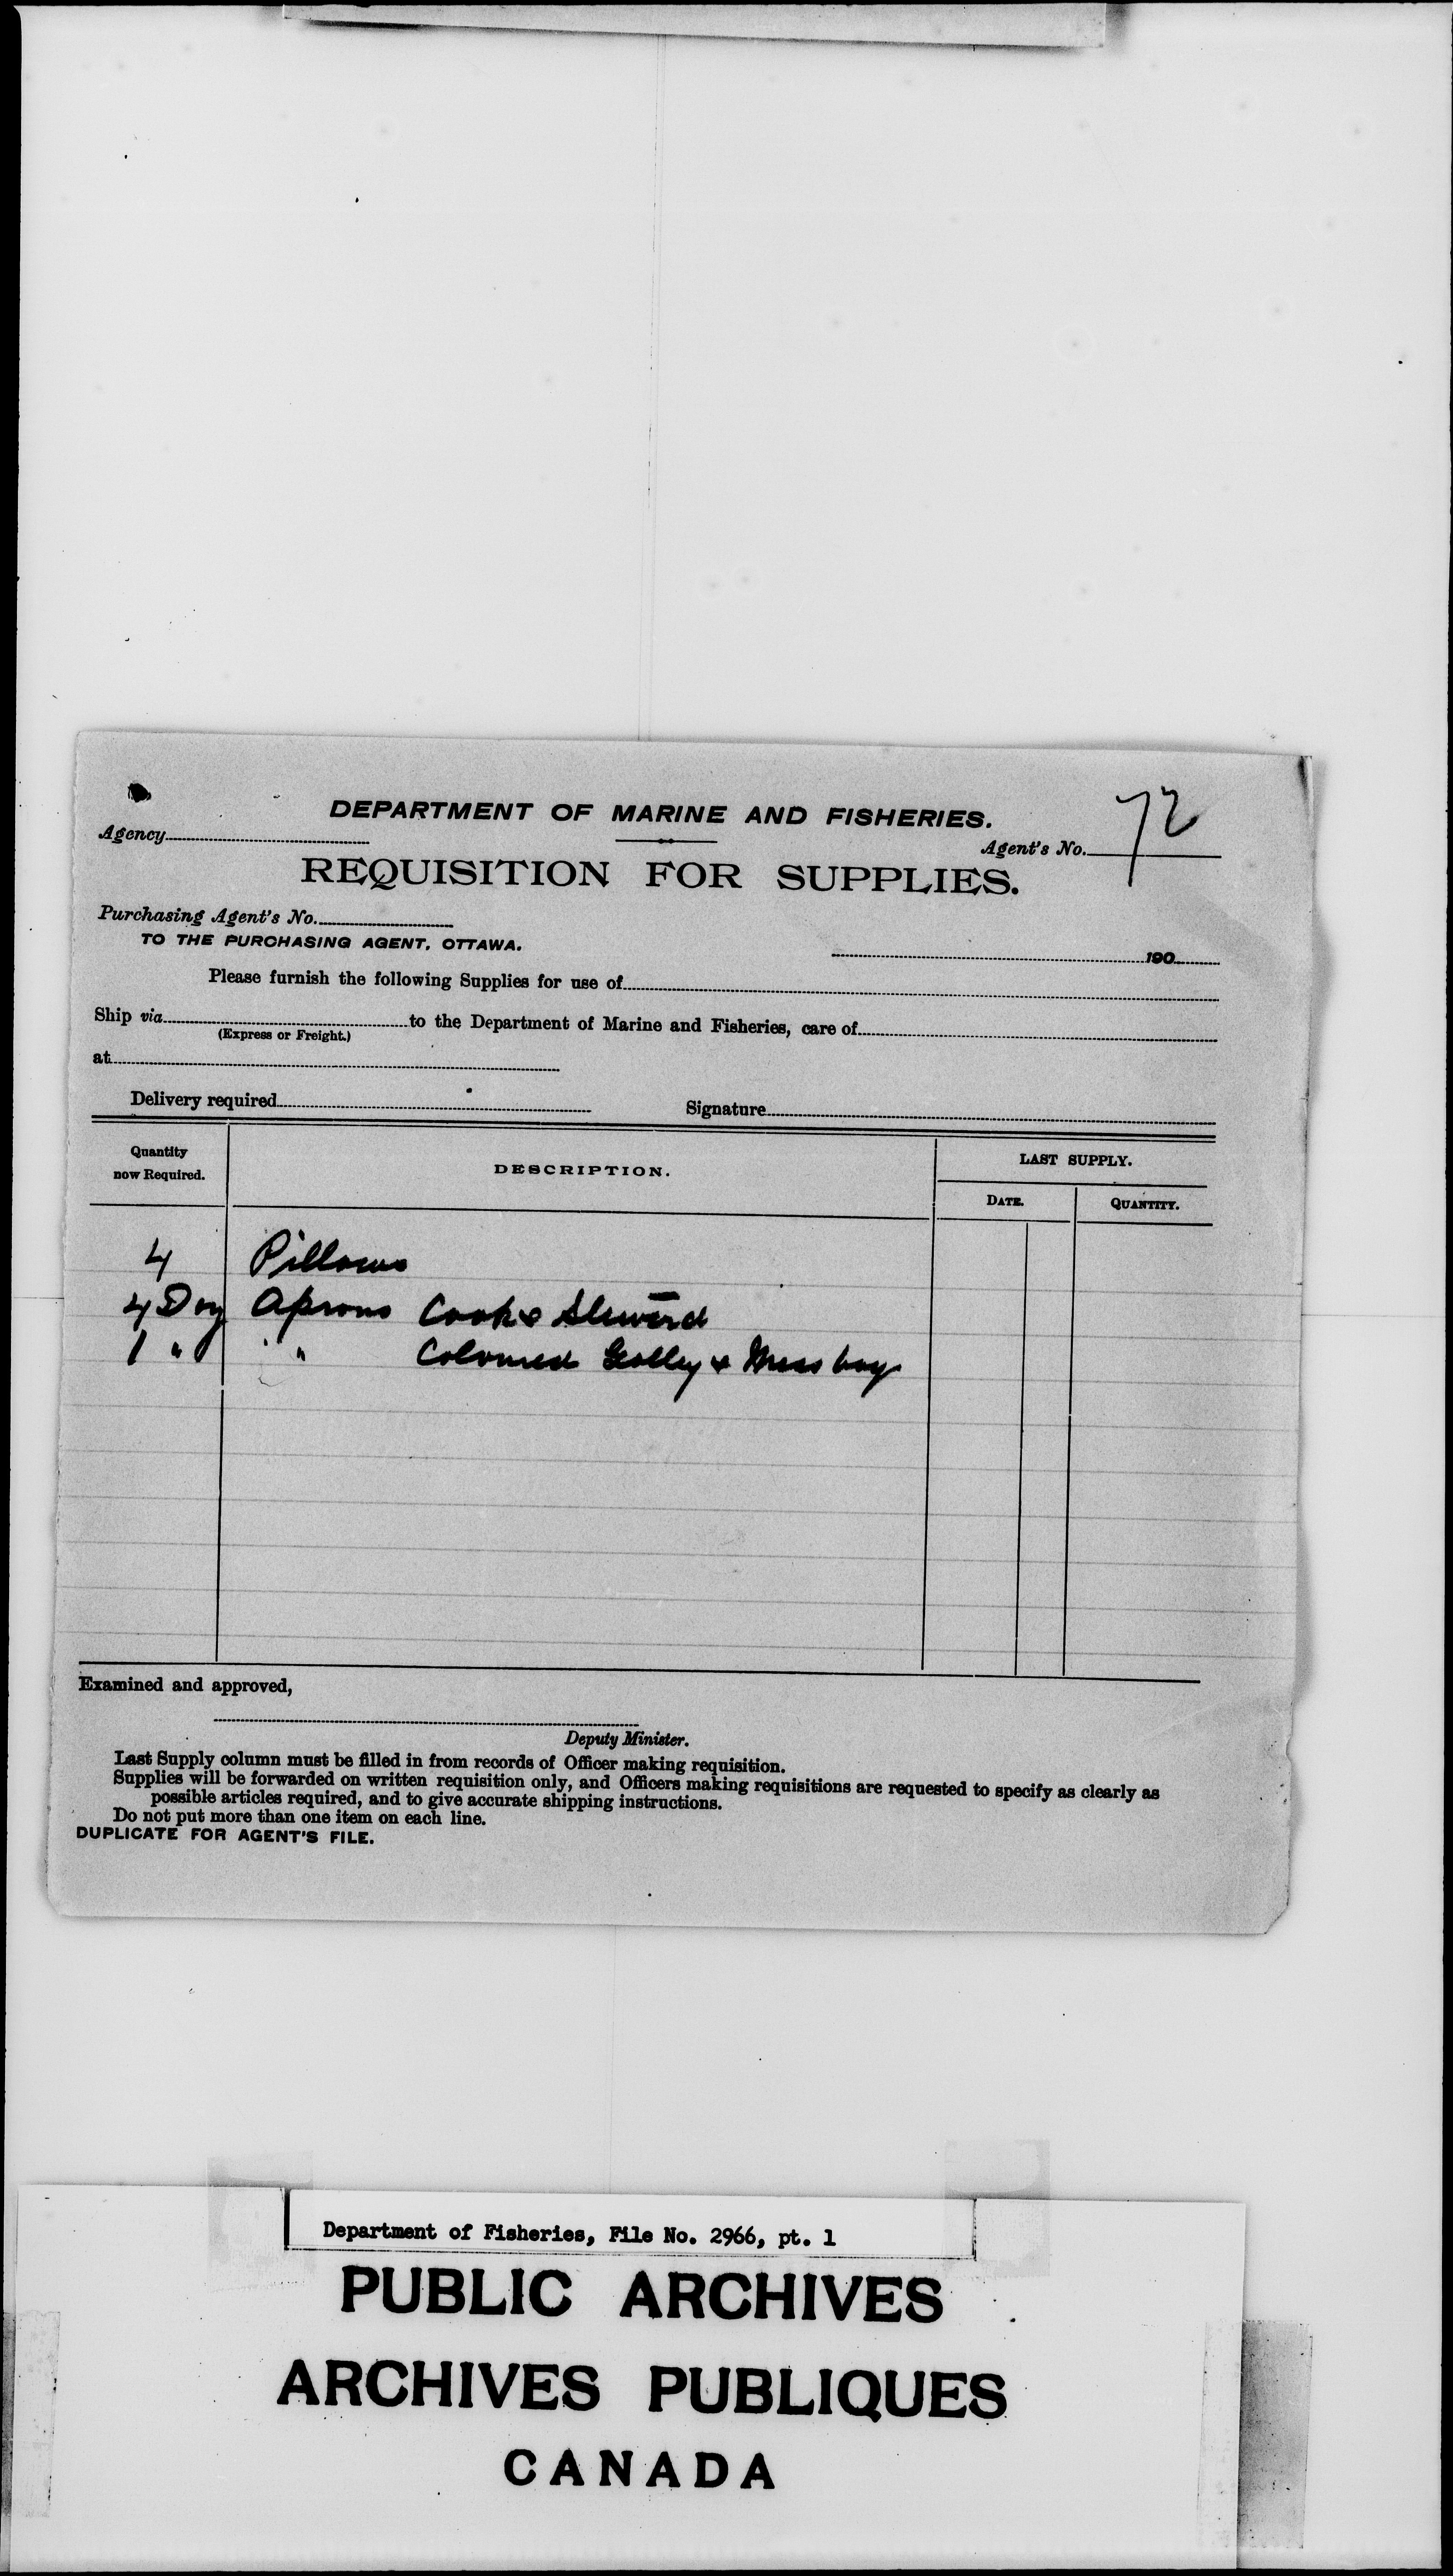 DEPARTMENT OF MARINE AND FISHERIES.
72
Agency
Agent's No.
REQUISITION FOR SUPPLIES.
Purchasing Agent's No.
TO THE PURCHASING AGENT, OTTAWA.
190
Please furnish the following Supplies for use of
Ship via to the Department of Marine and Fisheries, care of
(Express or Freight.)
at
Delivery required Signature
Quantity now Required. DESCRIPTION. LAST SUPPLY.
DATE. QUANTITY.
4 Pillows
4 Doz Aprons Cook & Steward
1 " " Coloured Galley & Mess boy
Examined and approved,
Deputy Minister.
Last Supply column must be filled in from records of Officer making requisition.
Supplies will be forwarded on written requisition only, and Officers making requisitions are requested to specify as clearly as
possible articles required, and to give accurate shipping instructions.
Do not put more than one item on each line.
DUPLICATE FOR AGENT'S FILE.
Department of Fisheries, File No. 2966, pt. 1
PUBLIC ARCHIVES
ARCHIVES PUBLIQUES
CANADA